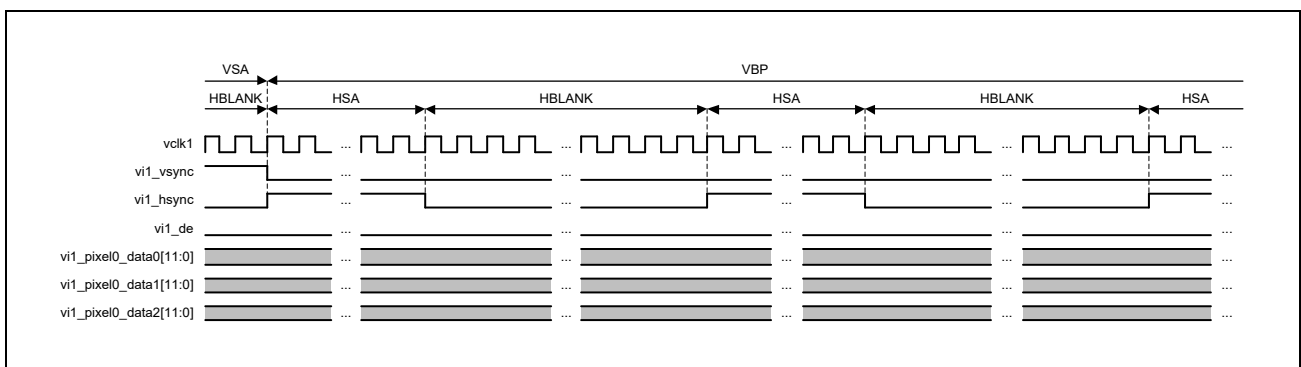 VSA VBP
HBLANK HSA HBLANK HSA HBLANK HSA
vclk1 ... ... ... ... ...
vi1_vsync ... ... ... ... ...
vi1_hsync ... ... ... ... ...
vi1_de ... ... ... ... ...
vi1_pixel0_data0[11:0] ... ... ... ... ...
vi1_pixel0_data1[11:0] ... ... ... ... ...
vi1_pixel0_data2[11:0] ... ... ... ... ...